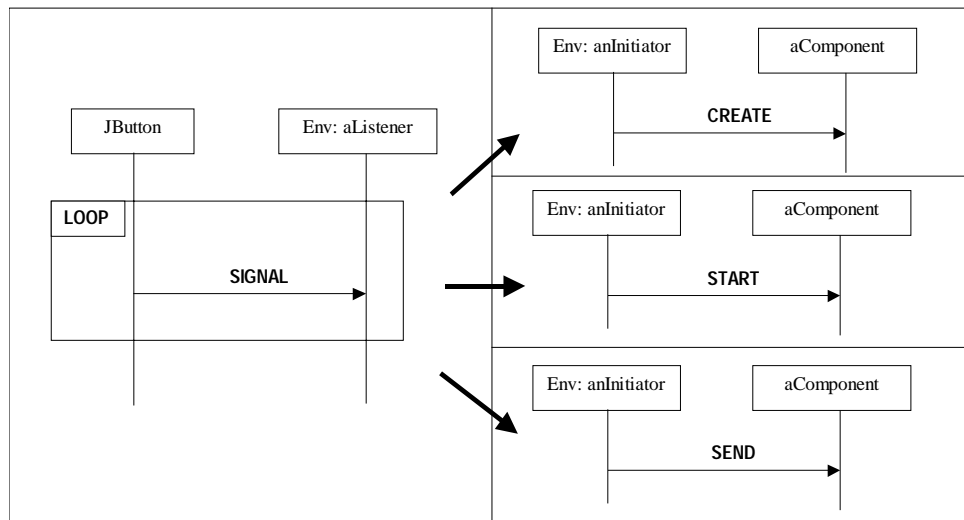 JButton
Env: aListener
LOOP
SIGNAL
Env: anInitiator
aComponent
CREATE
Env: anInitiator
aComponent
START
Env: anInitiator
aComponent
SEND